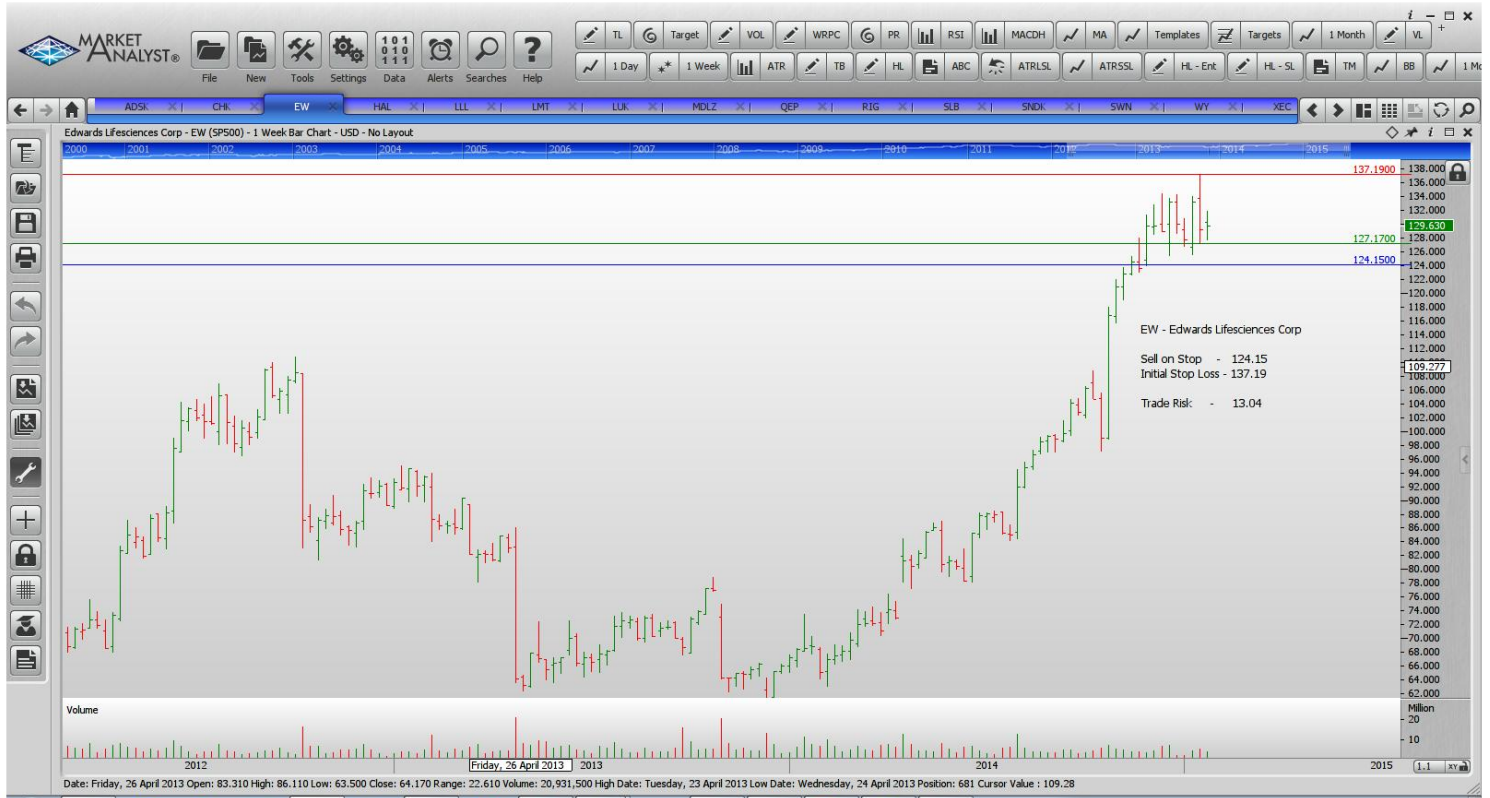 MARKET
ANALYST®
File New Tools Settings Data Alerts Searches Help
101
010
111
TL Target VOL WRPC PR RSI MACDH MA Templates Targets 1 Month VL +
1 Day 1 Week ATR TB HL ABC ATRLSL ATRSSL HL - Ent HL - SL TM BB 1 Mo
ADSK CHK EW HAL LLL LMT LUK MDLZ QEP RIG SLB SNDK SWN WY XEC
Edwards Lifesciences Corp - EW (SP500) - 1 Week Bar Chart - USD - No Layout
2000 2001 2002 2003 2004 2005 2006 2007 2008 2009 2010 2011 2012 2013 2014 2015
137.1900
127.1700
124.1500
138.000
136.000
134.000
132.000
129.630
128.000
126.000
124.000
122.000
120.000
118.000
116.000
114.000
112.000
109.277
108.000
106.000
104.000
102.000
100.000
98.000
96.000
94.000
92.000
90.000
88.000
86.000
84.000
82.000
80.000
78.000
76.000
74.000
72.000
70.000
68.000
66.000
64.000
62.000
EW - Edwards Lifesciences Corp
Sell on Stop - 124.15
Initial Stop Loss - 137.19
Trade Risk - 13.04
Volume
Million
20
10
2012 Friday, 26 April 2013 2013 2014 2015
1.1 XY
Date: Friday, 26 April 2013 Open: 83.310 High: 86.110 Low: 63.500 Close: 64.170 Range: 22.610 Volume: 20,931,500 High Date: Tuesday, 23 April 2013 Low Date: Wednesday, 24 April 2013 Position: 681 Cursor Value : 109.28